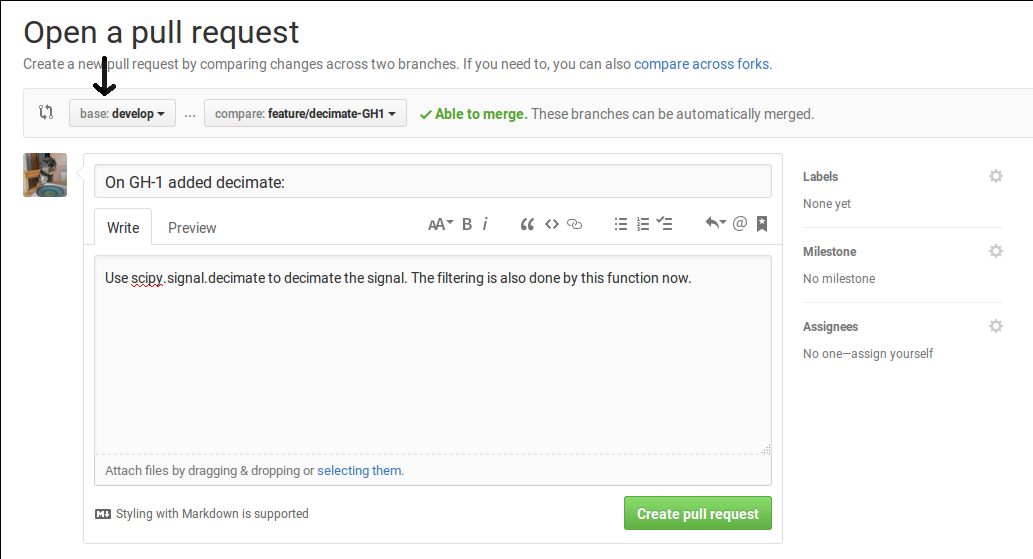 Open a pull request
Create a new pull request by comparing changes across two branches. If you need to, you can also compare across forks.
base: develop ... compare: feature/decimate-GH1 Able to merge. These branches can be automatically merged.
On GH-1 added decimate:
Write Preview AA B i @
Use scipy.signal.decimate to decimate the signal. The filtering is also done by this function now.
Attach files by dragging & dropping or selecting them.
Styling with Markdown is supported
Create pull request
Labels
None yet
Milestone
No milestone
Assignees
No one—assign yourself